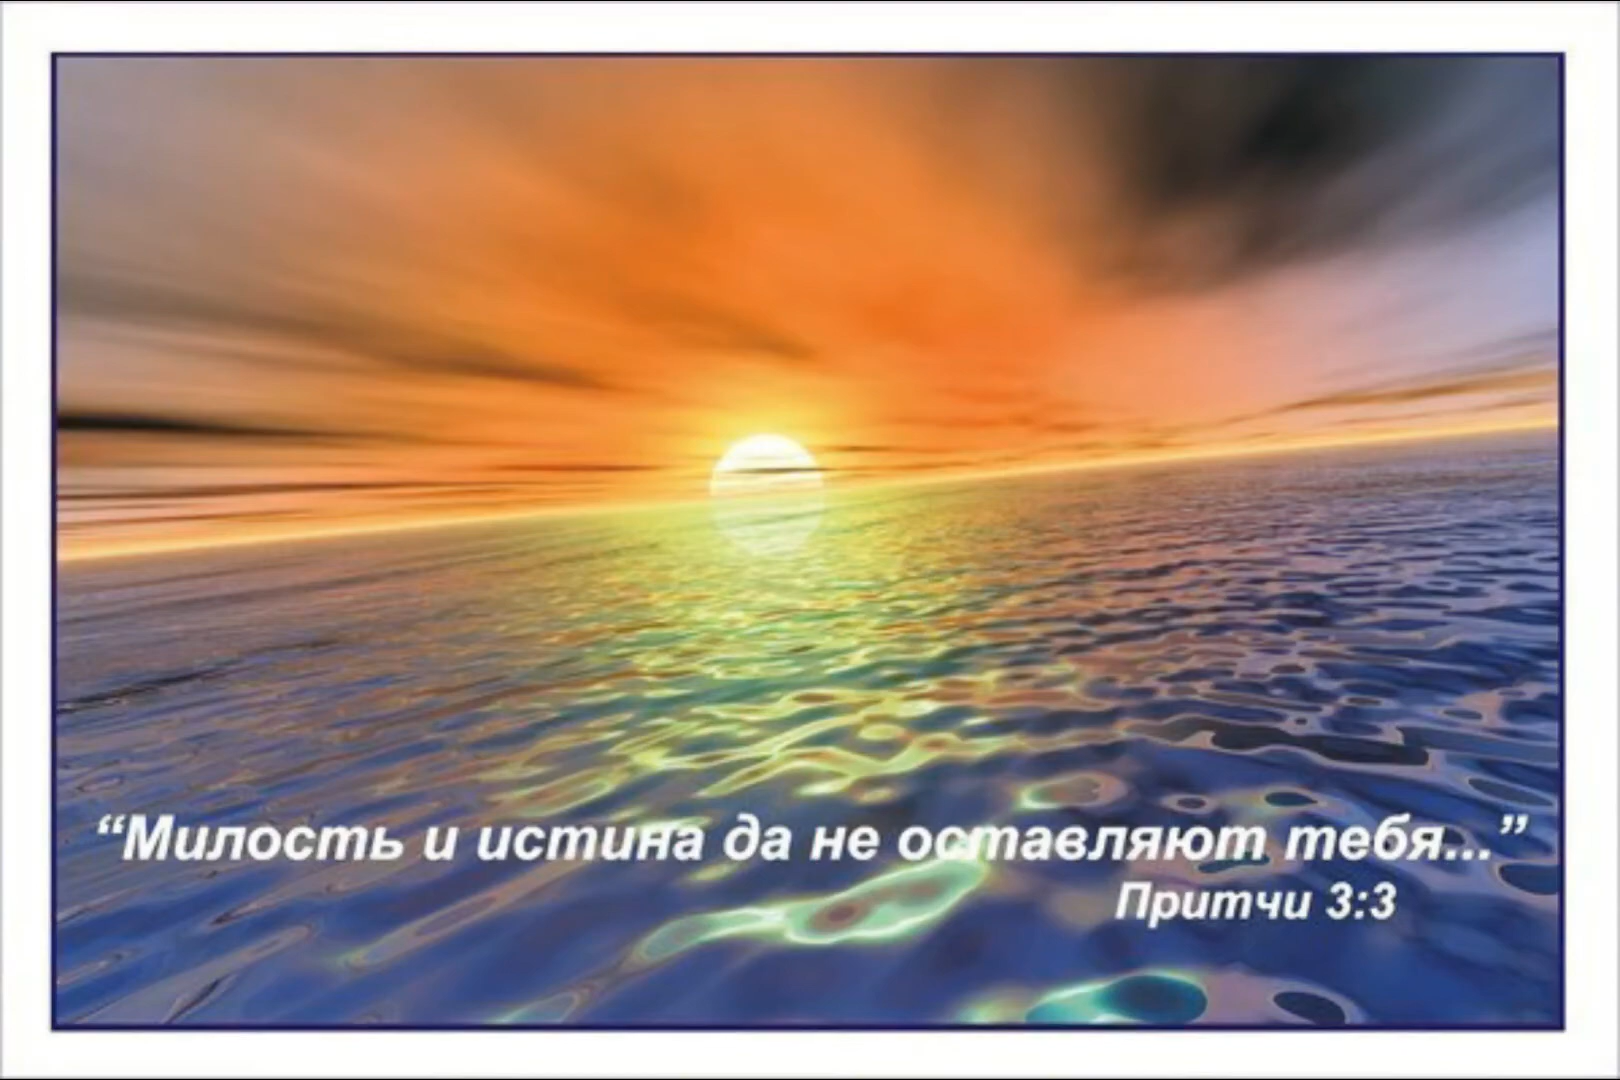 “Милость и истина да не оставляют тебя...”
Притчи 3:3